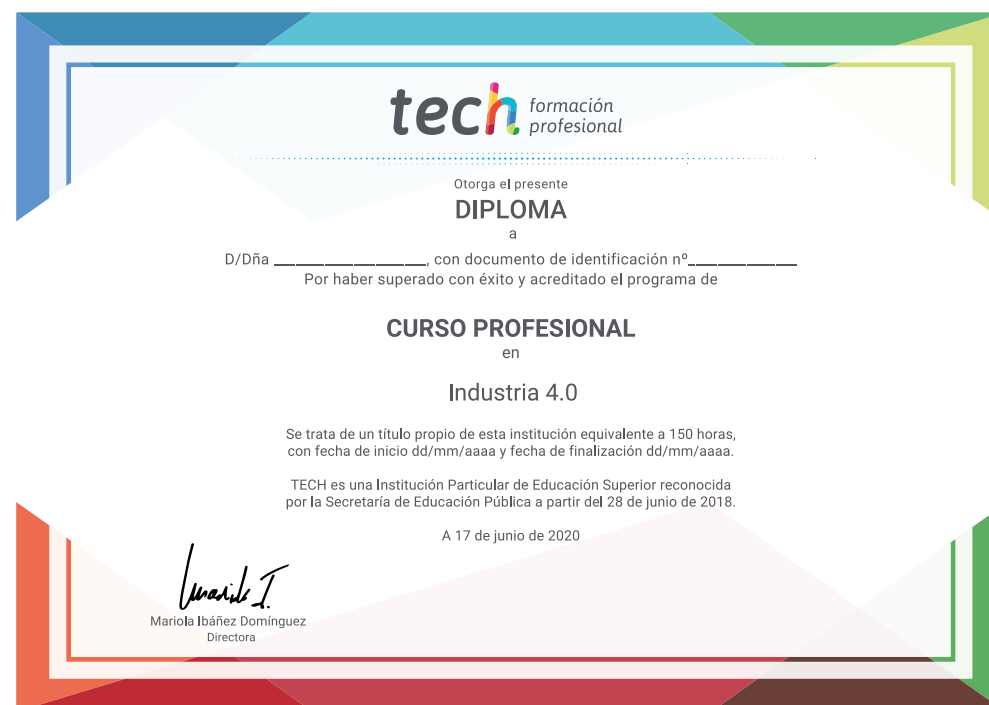 tech formación
profesional
Otorga el presente
DIPLOMA
a
D/Dña ____________________, con documento de identificación nº______________
Por haber superado con éxito y acreditado el programa de
CURSO PROFESIONAL
en
Industria 4.0
Se trata de un título propio de esta institución equivalente a 150 horas,
con fecha de inicio dd/mm/aaaa y fecha de finalización dd/mm/aaaa.
TECH es una Institución Particular de Educación Superior reconocida
por la Secretaría de Educación Pública a partir del 28 de junio de 2018.
A 17 de junio de 2020
Mariola Ibáñez Domínguez
Directora